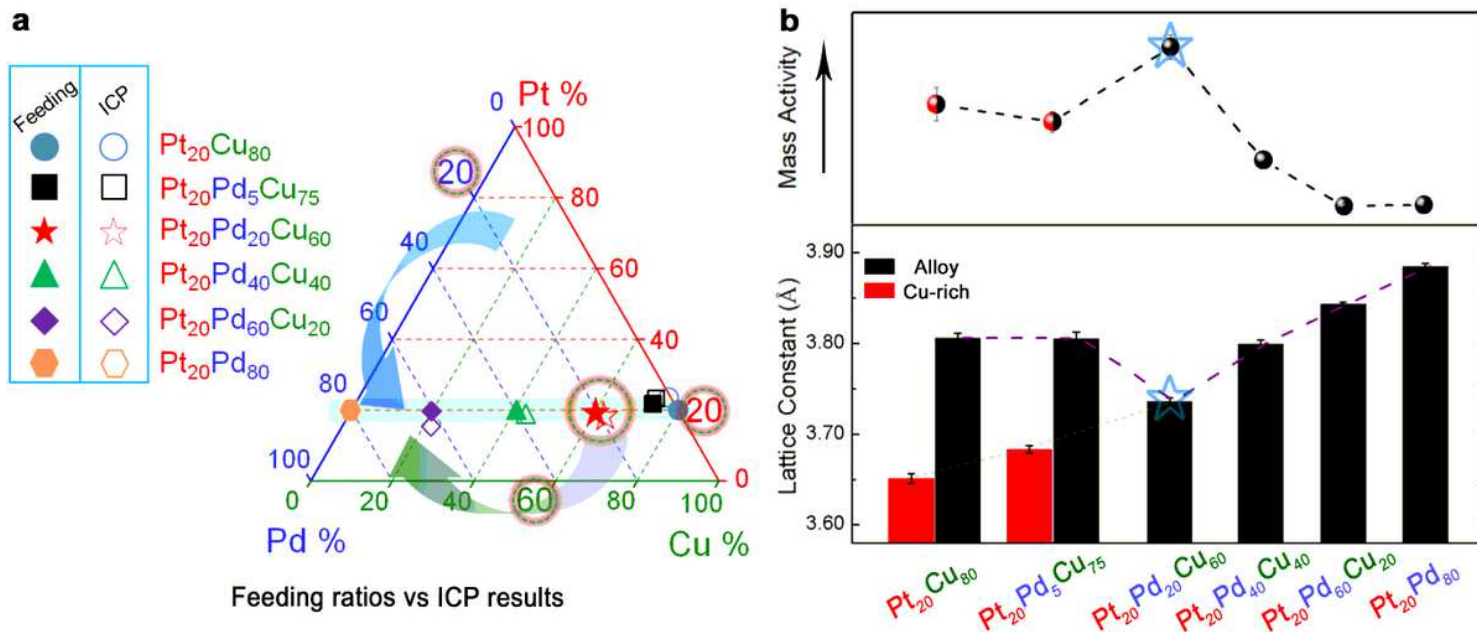 a
Feeding ICP
Pt20Cu80
Pt20Pd5Cu75
Pt20Pd20Cu60
Pt20Pd40Cu40
Pt20Pd60Cu20
Pt20Pd80
Pt %
0
100
20
80
40
60
60
40
80
20
100
0
0 20 40 60 80 100
Pd %
Cu %
Feeding ratios vs ICP results
b
Mass Activity
Lattice Constant (Å)
3.90
3.80
3.70
3.60
Alloy
Cu-rich
Pt20Cu80
Pt20Pd5Cu75
Pt20Pd20Cu60
Pt20Pd40Cu40
Pt20Pd60Cu20
Pt20Pd80